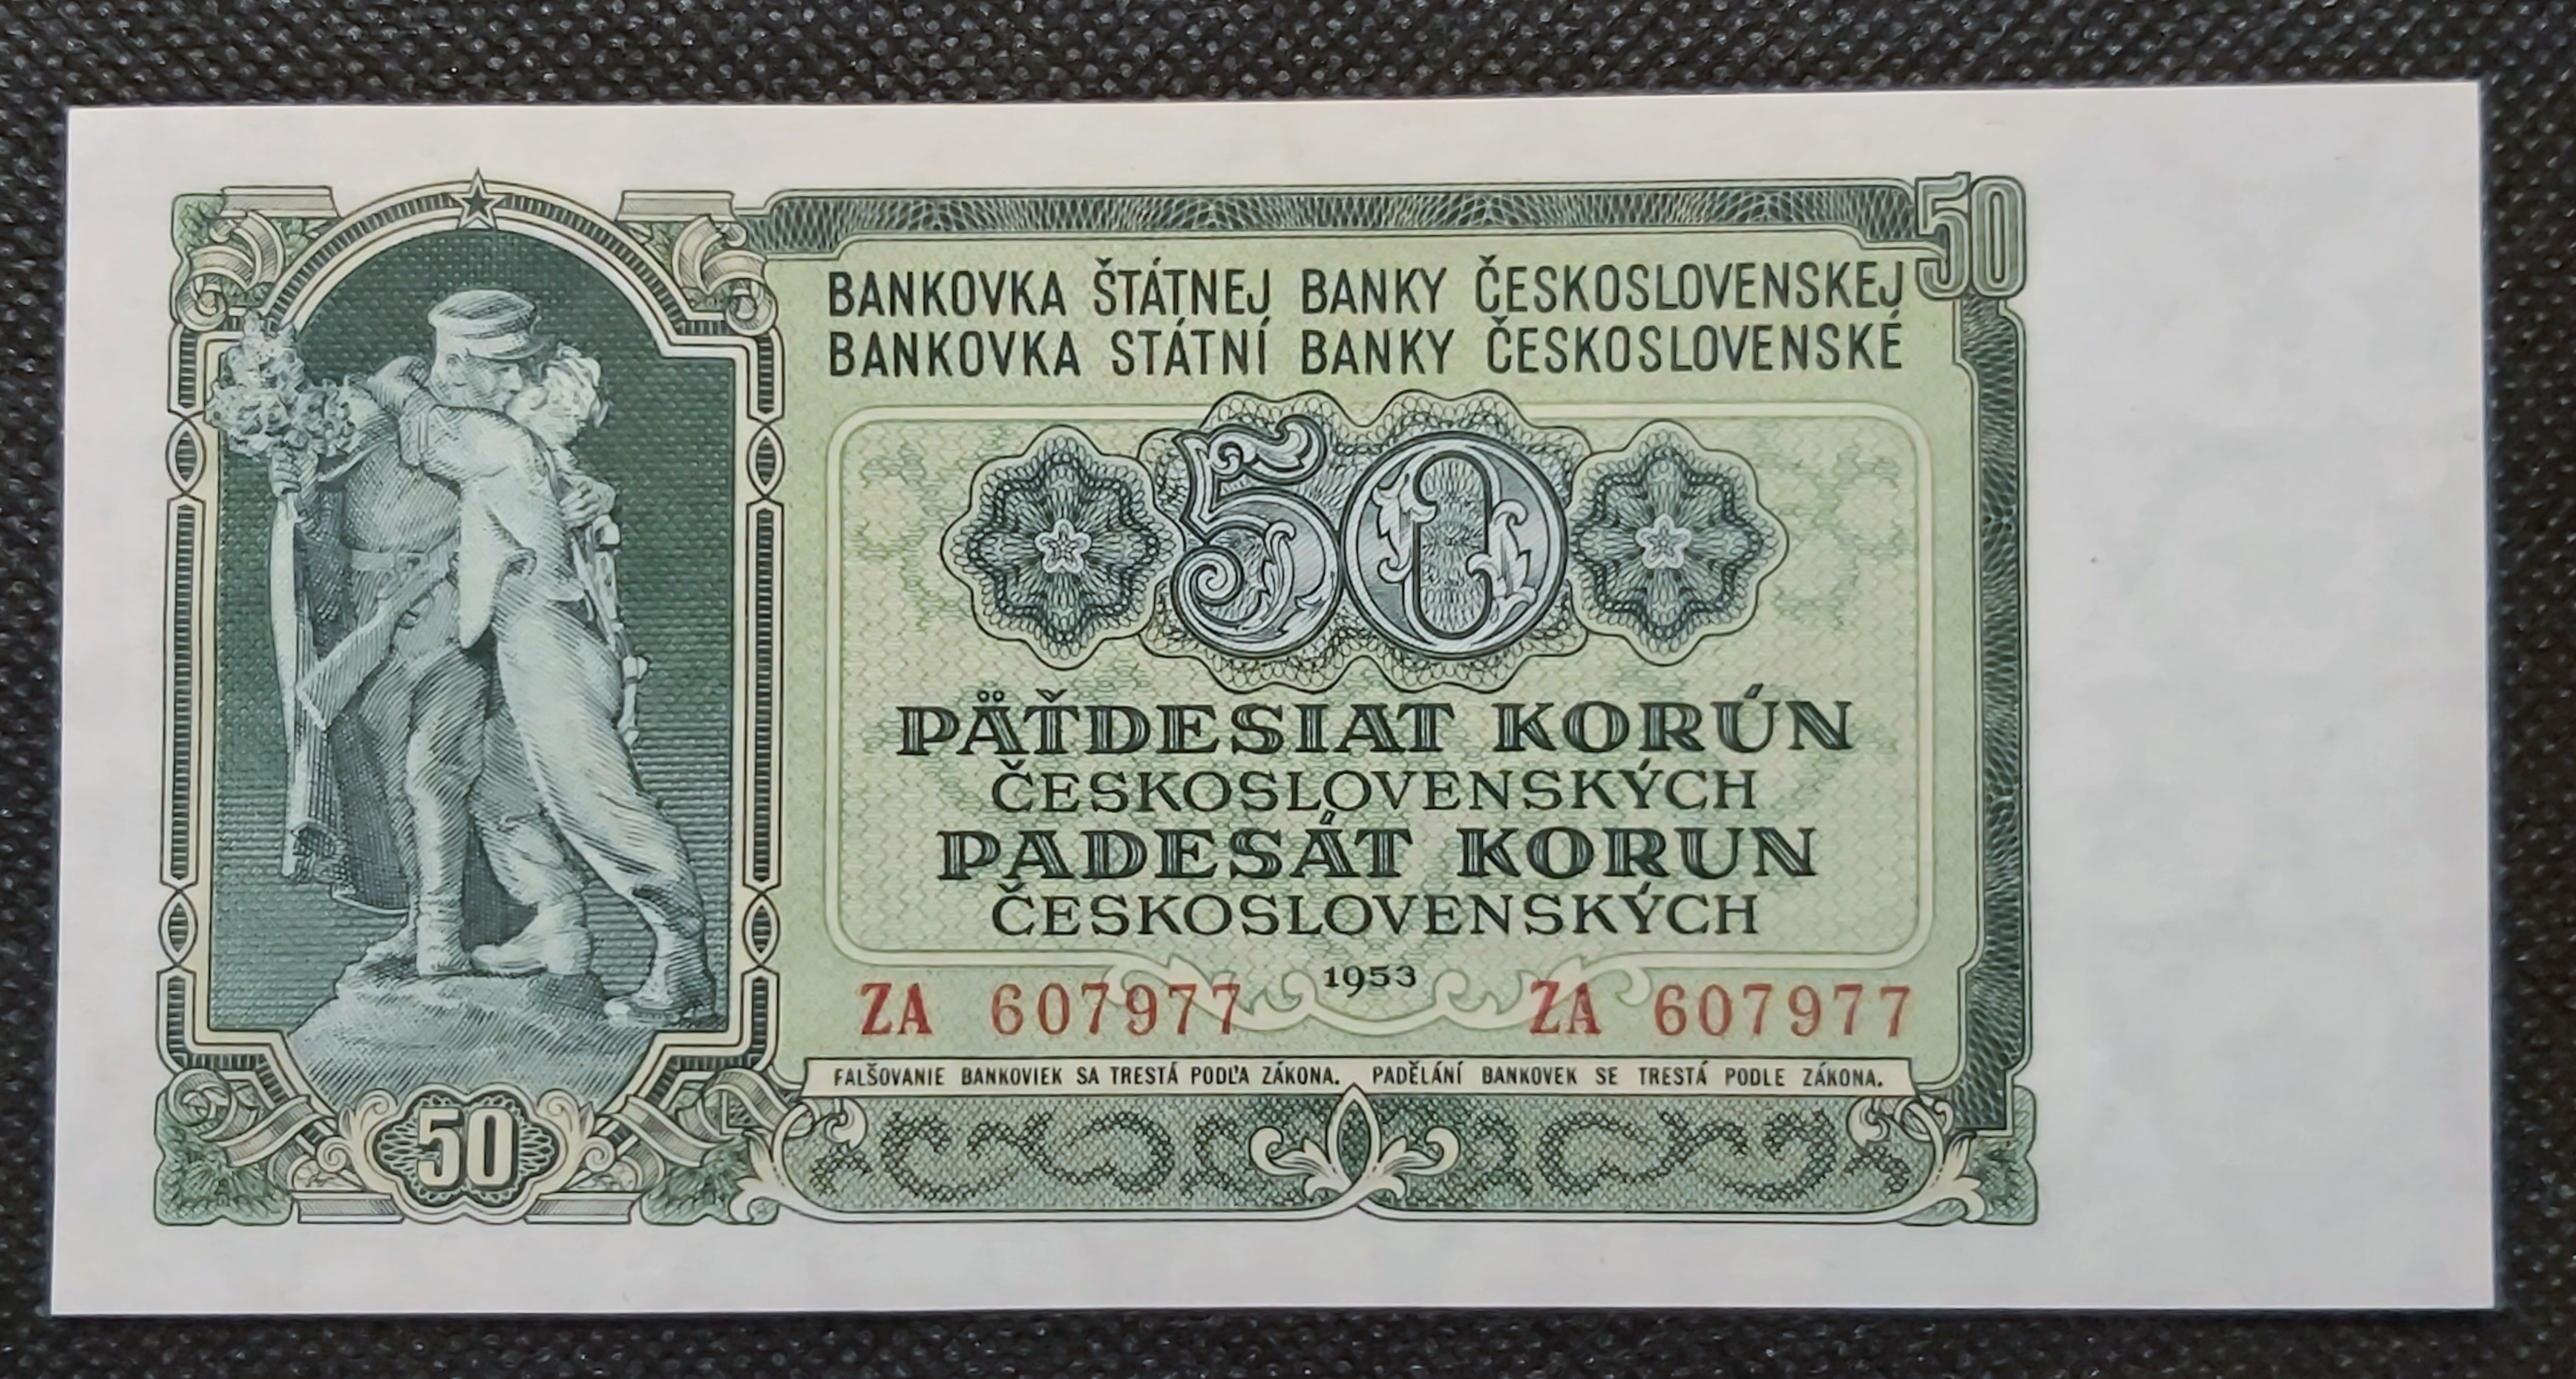 50
BANKOVKA ŠTÁTNEJ BANKY ČESKOSLOVENSKEJ
BANKOVKA STÁTNÍ BANKY ČESKOSLOVENSKÉ
50
PÄŤDESIAT KORÚN
ČESKOSLOVENSKÝCH
PADESÁT KORUN
ČESKOSLOVENSKÝCH
1953
ZA 607977 ZA 607977
FALŠOVANIE BANKOVIEK SA TRESTÁ PODĽA ZÁKONA. PADĚLÁNÍ BANKOVEK SE TRESTÁ PODLE ZÁKONA.
50